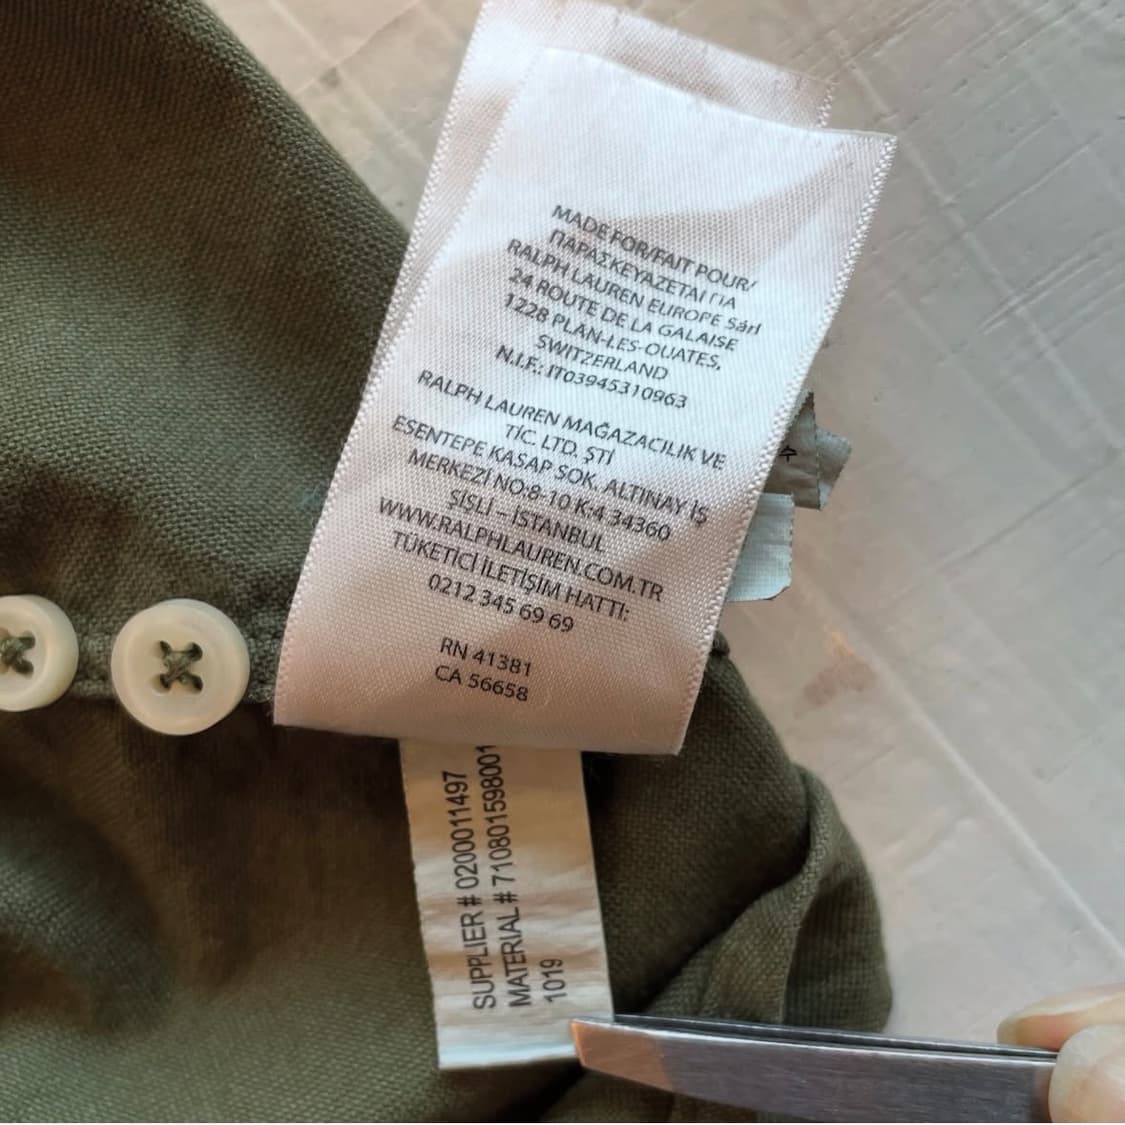 MADE FOR/FAIT POUR/
ΠΑΡΑΣΚΕΥΑΖΕΤΑΙ ΓΙΑ
RALPH LAUREN EUROPE Sàrl
24 ROUTE DE LA GALAISE
1228 PLAN-LES-OUATES,
SWITZERLAND
N.I.F.: IT03945310963
RALPH LAUREN MAĞAZACILIK VE
TİC. LTD. ŞTİ
ESENTEPE KASAP SOK. ALTINAY İŞ
MERKEZİ NO:8-10 K:4 34360
ŞİŞLİ – İSTANBUL
WWW.RALPHLAUREN.COM.TR
TÜKETİCİ İLETİŞİM HATTI:
0212 345 69 69
RN 41381
CA 56658
SUPPLIER # 0200011497
MATERIAL # 710801598001
1019